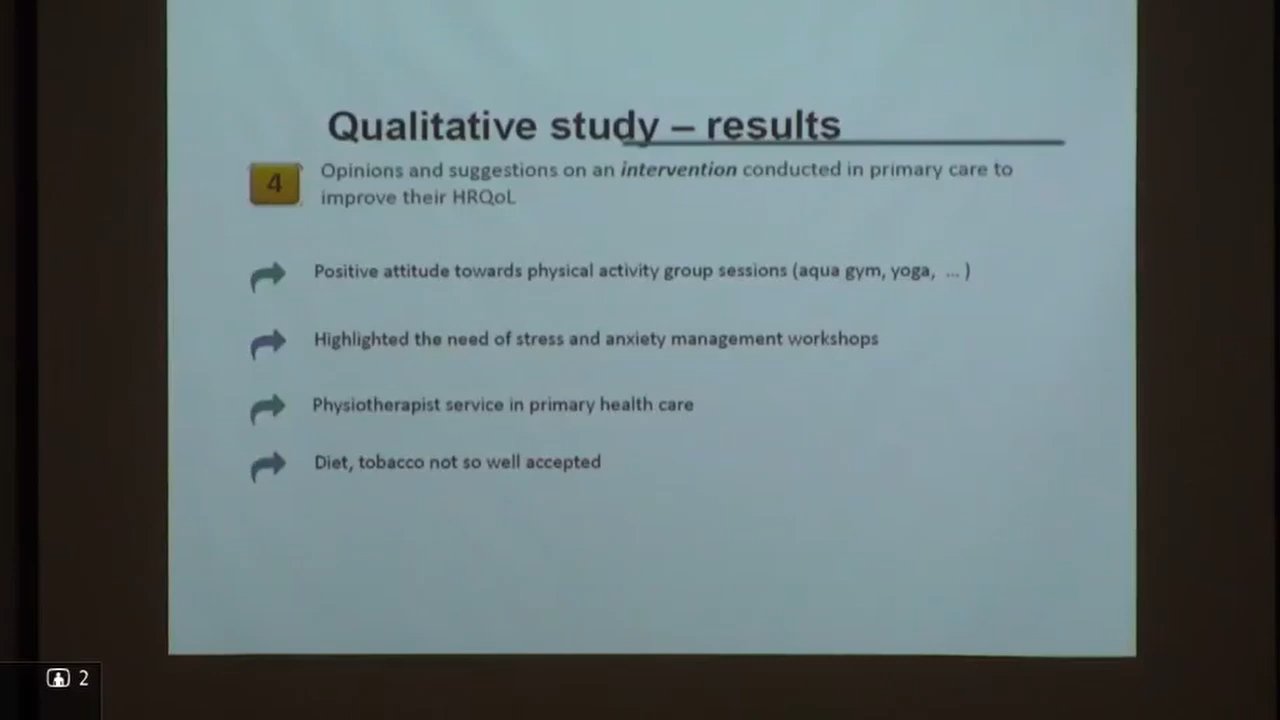 Qualitative study – results
4
Opinions and suggestions on an intervention conducted in primary care to
improve their HRQoL
Positive attitude towards physical activity group sessions (aqua gym, yoga, ... )
Highlighted the need of stress and anxiety management workshops
Physiotherapist service in primary health care
Diet, tobacco not so well accepted
2